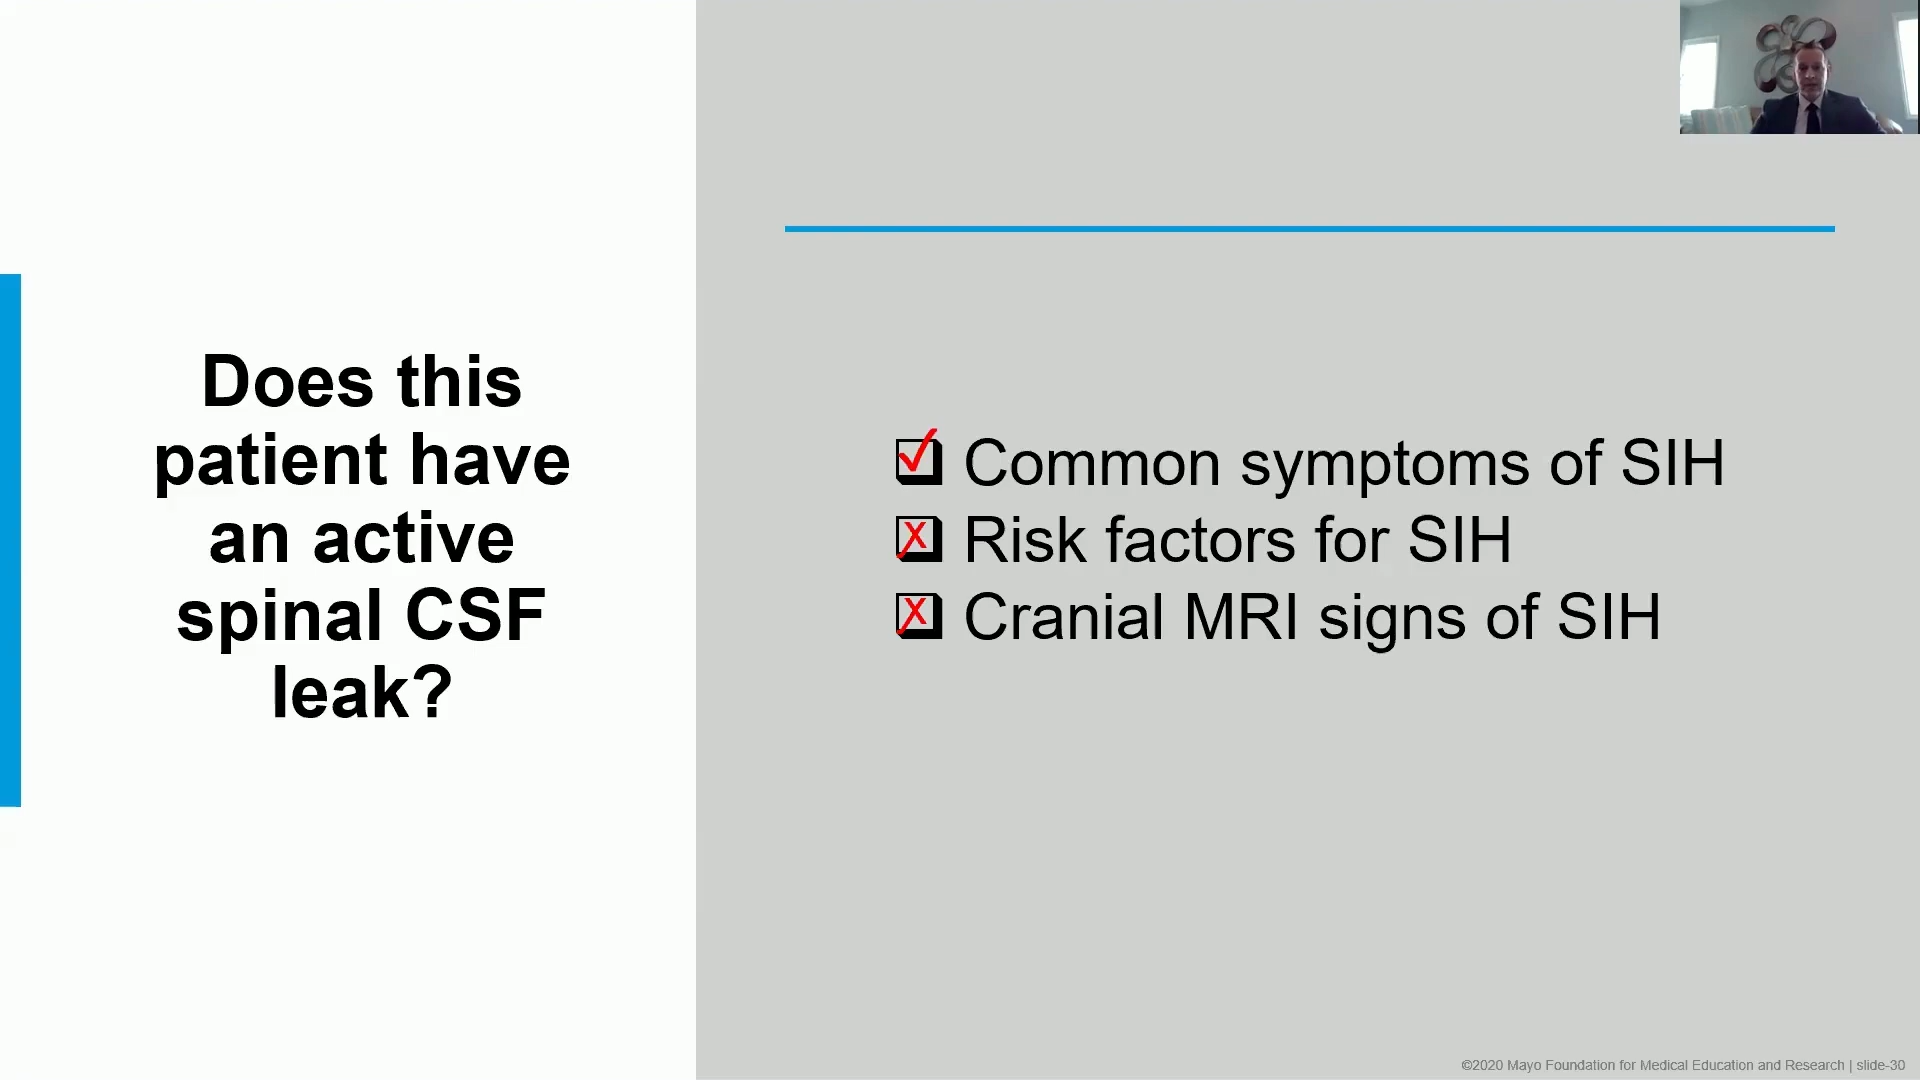 Does this
patient have
an active
spinal CSF
leak?
Common symptoms of SIH
Risk factors for SIH
Cranial MRI signs of SIH
©2020 Mayo Foundation for Medical Education and Research | slide-30